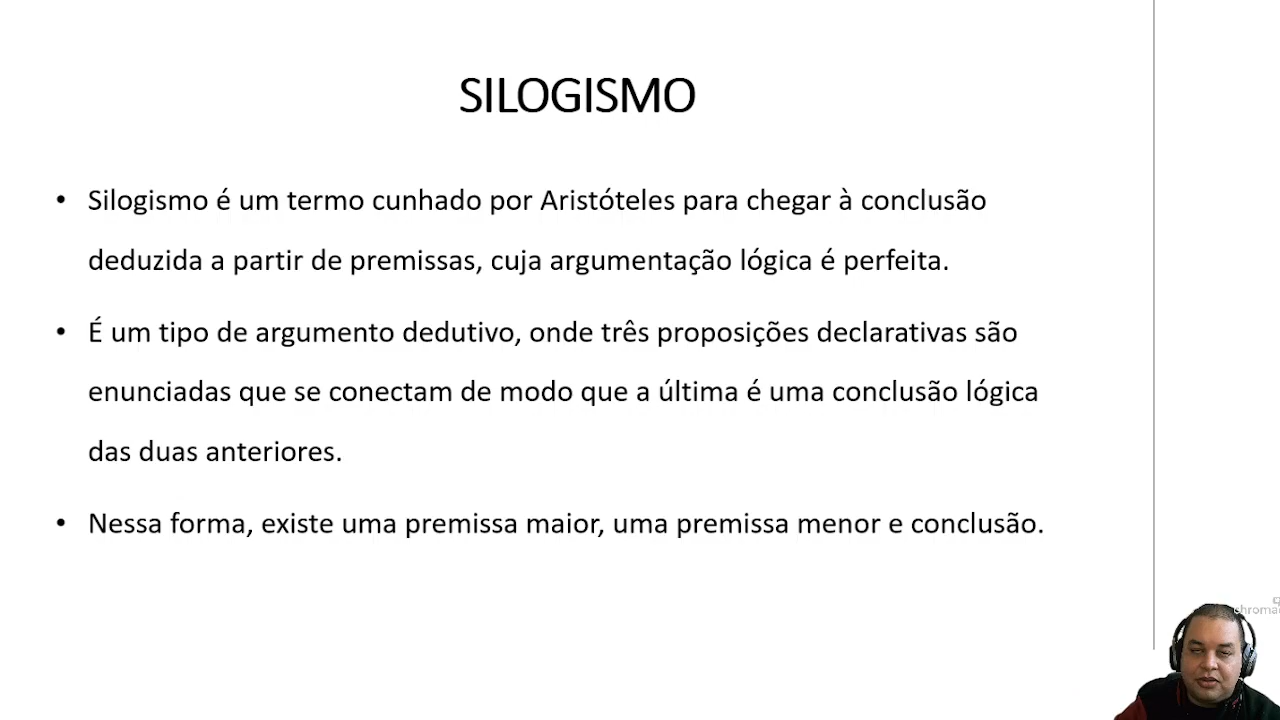 SILOGISMO
• Silogismo é um termo cunhado por Aristóteles para chegar à conclusão
deduzida a partir de premissas, cuja argumentação lógica é perfeita.
• É um tipo de argumento dedutivo, onde três proposições declarativas são
enunciadas que se conectam de modo que a última é uma conclusão lógica
das duas anteriores.
• Nessa forma, existe uma premissa maior, uma premissa menor e conclusão.